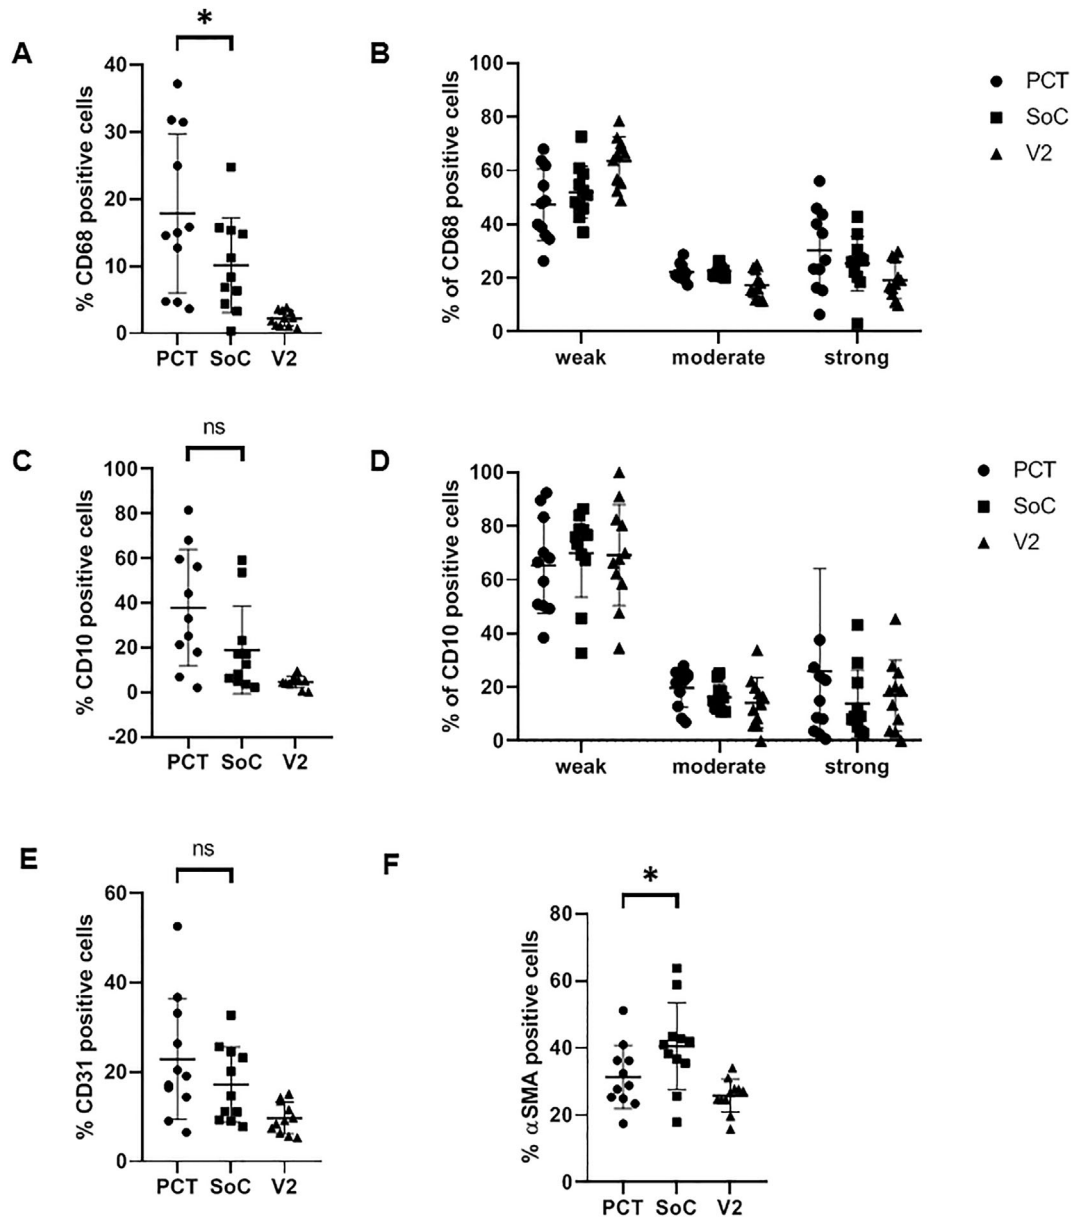 A
*
% CD68 positive cells
40
30
20
10
0
PCT SoC V2
B
% of CD68 positive cells
100
80
60
40
20
0
weak moderate strong
PCT
SoC
V2
C
ns
% CD10 positive cells
100
80
60
40
20
0
-20
PCT SoC V2
D
% of CD10 positive cells
100
80
60
40
20
0
weak moderate strong
PCT
SoC
V2
E
ns
% CD31 positive cells
60
40
20
0
PCT SoC V2
F
*
% αSMA positive cells
80
60
40
20
0
PCT SoC V2